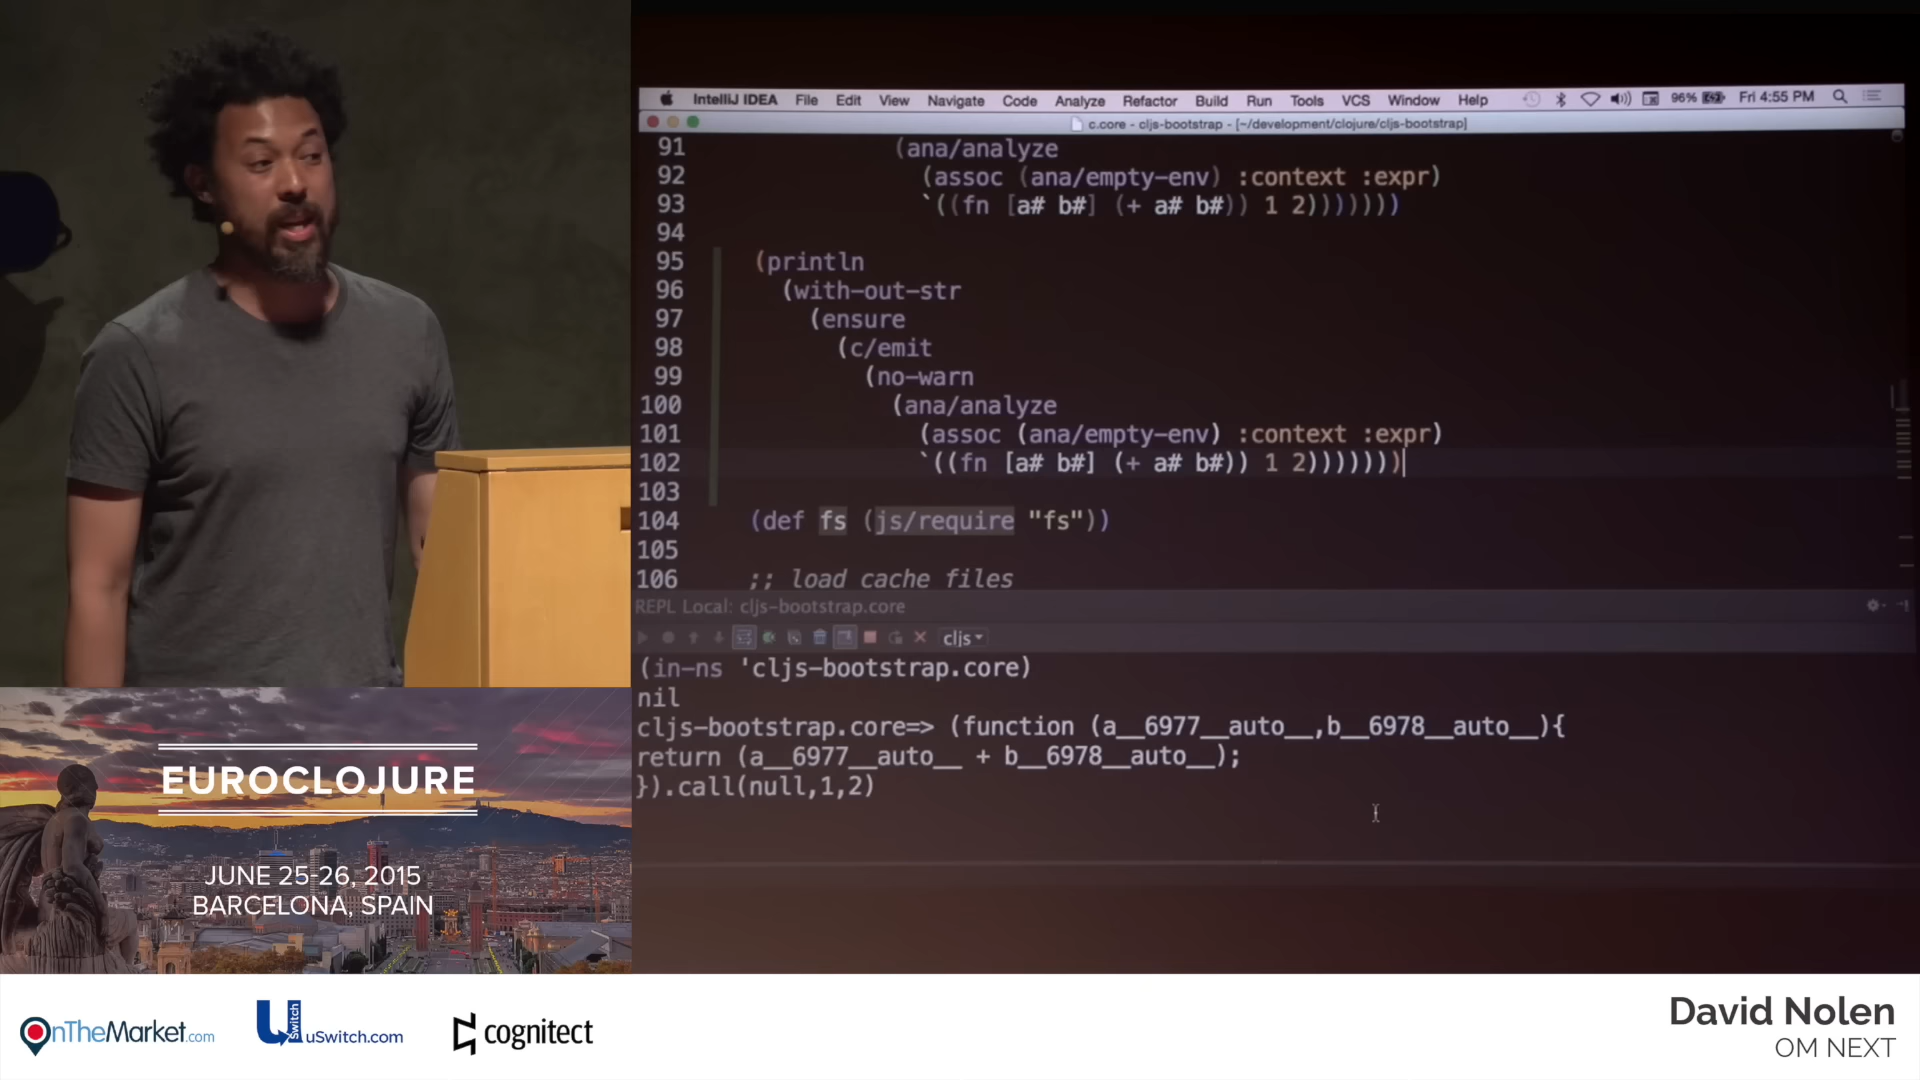 IntelliJ IDEA File Edit View Navigate Code Analyze Refactor Build Run Tools VCS Window Help 96% Fri 4:55 PM
c.core - cljs-bootstrap - [~/development/clojure/cljs-bootstrap]
91 (ana/analyze
92 (assoc (ana/empty-env) :context :expr)
93 `((fn [a# b#] (+ a# b#)) 1 2)))))))
94
95 (println
96 (with-out-str
97 (ensure
98 (c/emit
99 (no-warn
100 (ana/analyze
101 (assoc (ana/empty-env) :context :expr)
102 `((fn [a# b#] (+ a# b#)) 1 2)))))))
103
104 (def fs (js/require "fs"))
105
106 ;; load cache files
REPL Local: cljs-bootstrap.core
cljs
(in-ns 'cljs-bootstrap.core)
nil
cljs-bootstrap.core=> (function (a__6977__auto__,b__6978__auto__){
return (a__6977__auto__ + b__6978__auto__);
}).call(null,1,2)
EUROCLOJURE
JUNE 25-26, 2015
BARCELONA, SPAIN
OnTheMarket.com
uSwitch
uSwitch.com
cognitect
David Nolen
OM NEXT